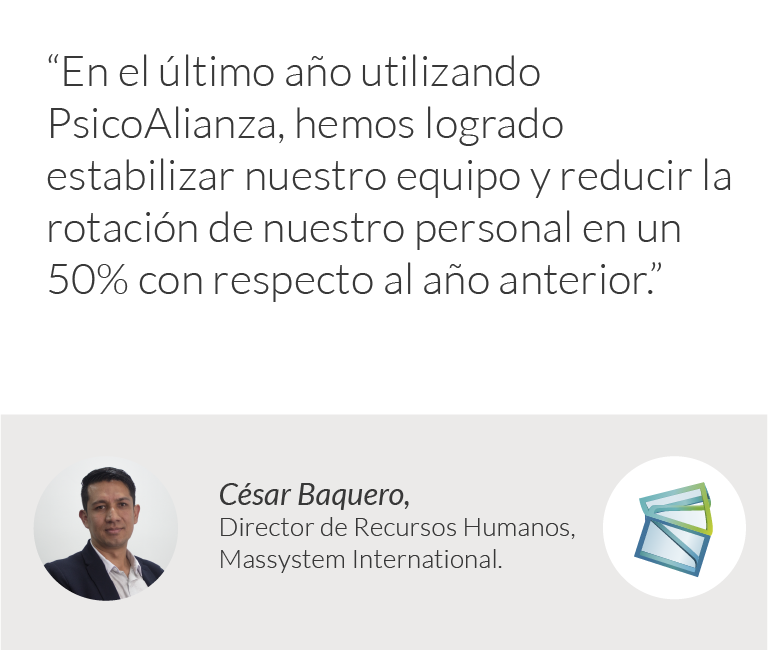 “En el último año utilizando
PsicoAlianza, hemos logrado
estabilizar nuestro equipo y reducir la
rotación de nuestro personal en un
50% con respecto al año anterior.”
César Baquero,
Director de Recursos Humanos,
Massystem International.